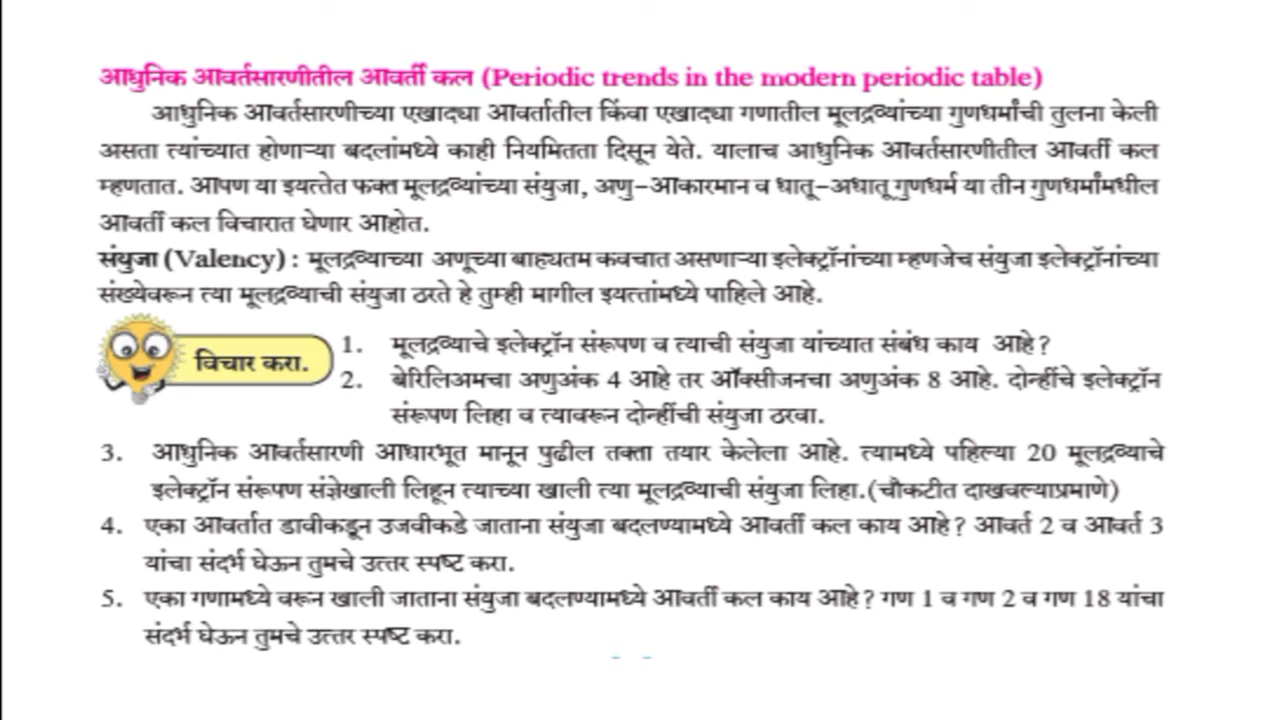 आधुनिक आवर्तसारणीतील आवर्ती कल (Periodic trends in the modern periodic table)
आधुनिक आवर्तसारणीच्या एखाद्या आवर्तातील किंवा एखाद्या गणातील मूलद्रव्यांच्या गुणधर्मांची तुलना केली
असता त्यांच्यात होणाऱ्या बदलांमध्ये काही नियमितता दिसून येते. यालाच आधुनिक आवर्तसारणीतील आवर्ती कल
म्हणतात. आपण या इयत्तेत फक्त मूलद्रव्यांच्या संयुजा, अणु-आकारमान व धातू-अधातू गुणधर्म या तीन गुणधर्मांमधील
आवर्ती कल विचारात घेणार आहोत.
संयुजा (Valency) : मूलद्रव्याच्या अणूच्या बाह्यतम कवचात असणाऱ्या इलेक्ट्रॉनांच्या म्हणजेच संयुजा इलेक्ट्रॉनांच्या
संख्येवरून त्या मूलद्रव्याची संयुजा ठरते हे तुम्ही मागील इयत्तांमध्ये पाहिले आहे.
विचार करा.
1. मूलद्रव्याचे इलेक्ट्रॉन संरूपण व त्याची संयुजा यांच्यात संबंध काय आहे?
2. बेरिलिअमचा अणुअंक 4 आहे तर ऑक्सीजनचा अणुअंक 8 आहे. दोन्हींचे इलेक्ट्रॉन
संरूपण लिहा व त्यावरून दोन्हींची संयुजा ठरवा.
3. आधुनिक आवर्तसारणी आधारभूत मानून पुढील तक्ता तयार केलेला आहे. त्यामध्ये पहिल्या 20 मूलद्रव्याचे
इलेक्ट्रॉन संरूपण संज्ञेखाली लिहून त्याच्या खाली त्या मूलद्रव्याची संयुजा लिहा.(चौकटीत दाखवल्याप्रमाणे)
4. एका आवर्तात डावीकडून उजवीकडे जाताना संयुजा बदलण्यामध्ये आवर्ती कल काय आहे? आवर्त 2 व आवर्त 3
यांचा संदर्भ घेऊन तुमचे उत्तर स्पष्ट करा.
5. एका गणामध्ये वरून खाली जाताना संयुजा बदलण्यामध्ये आवर्ती कल काय आहे? गण 1 व गण 2 व गण 18 यांचा
संदर्भ घेऊन तुमचे उत्तर स्पष्ट करा.